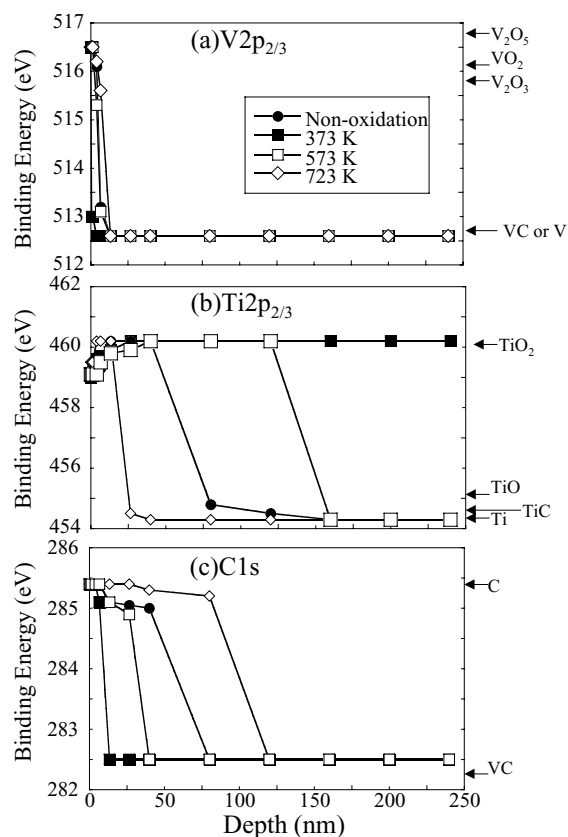 517
516
515
514
513
512
Binding Energy (eV)
(a)V2p2/3
Non-oxidation
373 K
573 K
723 K
V2O5
VO2
V2O3
VC or V
462
460
458
456
454
Binding Energy (eV)
(b)Ti2p2/3
TiO2
TiO
TiC
Ti
286
285
284
283
282
Binding Energy (eV)
(c)C1s
C
VC
0 50 100 150 200 250
Depth (nm)